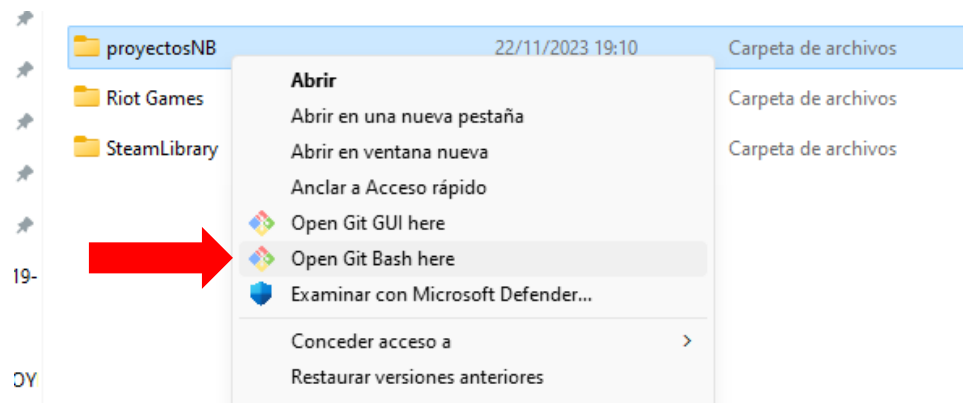 proyectosNB 22/11/2023 19:10 Carpeta de archivos
Abrir
Riot Games Carpeta de archivos
Abrir en una nueva pestaña
SteamLibrary Abrir en ventana nueva Carpeta de archivos
Anclar a Acceso rápido
Open Git GUI here
Open Git Bash here
19-
Examinar con Microsoft Defender...
Conceder acceso a
OY
Restaurar versiones anteriores